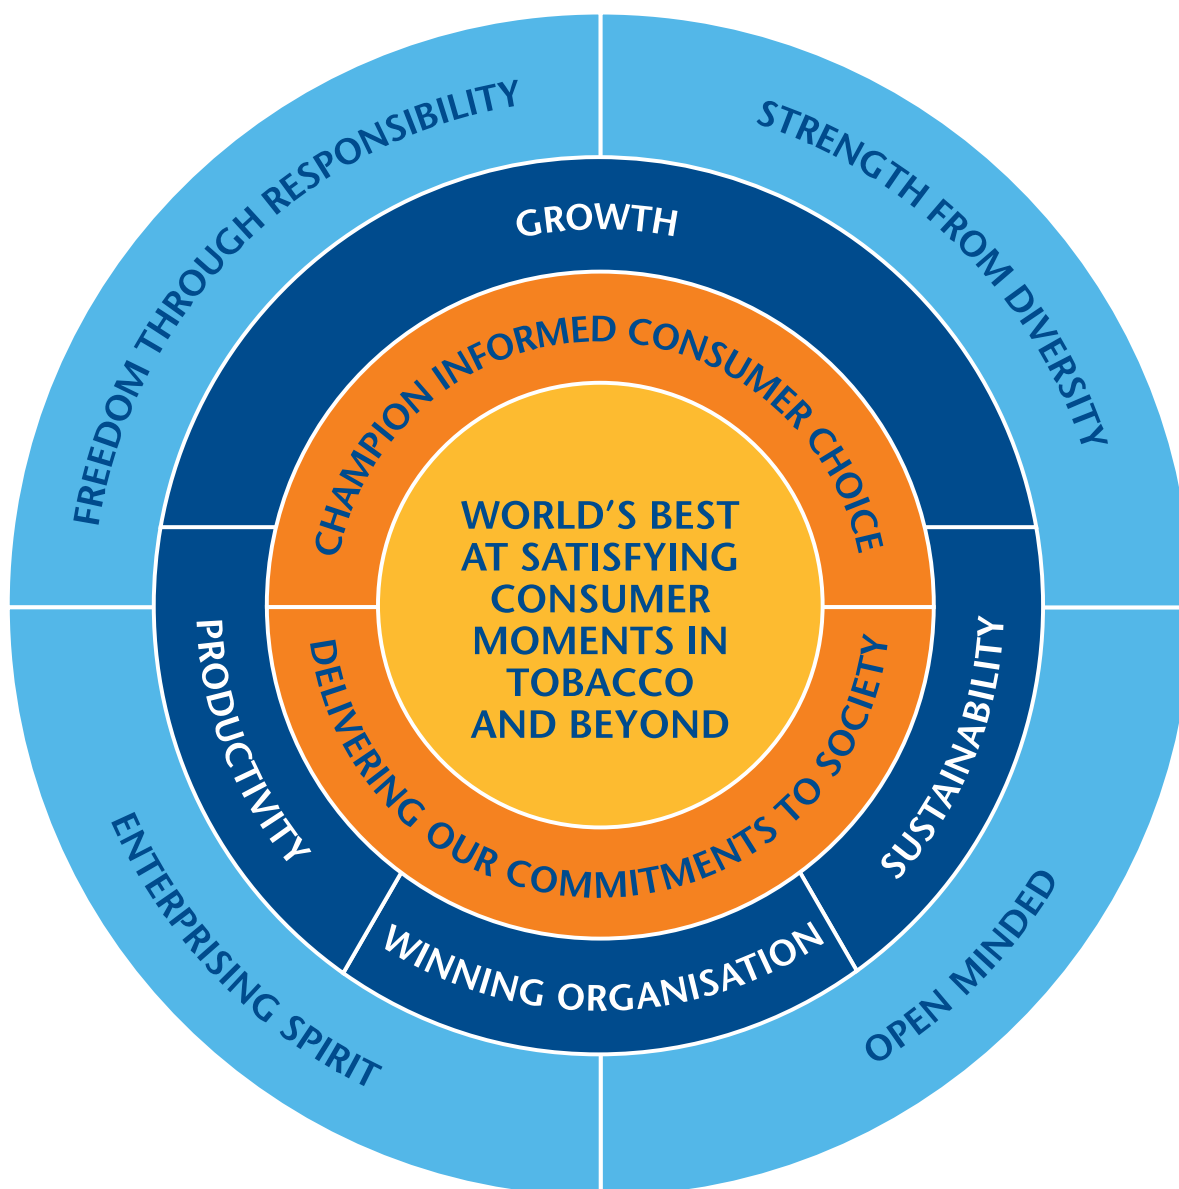 FREEDOM THROUGH RESPONSIBILITY
STRENGTH FROM DIVERSITY
GROWTH
CHAMPION INFORMED CONSUMER CHOICE
WORLD'S BEST
AT SATISFYING
CONSUMER
MOMENTS IN
TOBACCO
AND BEYOND
PRODUCTIVITY
DELIVERING OUR COMMITMENTS TO SOCIETY
SUSTAINABILITY
WINNING ORGANISATION
ENTERPRISING SPIRIT
OPEN MINDED